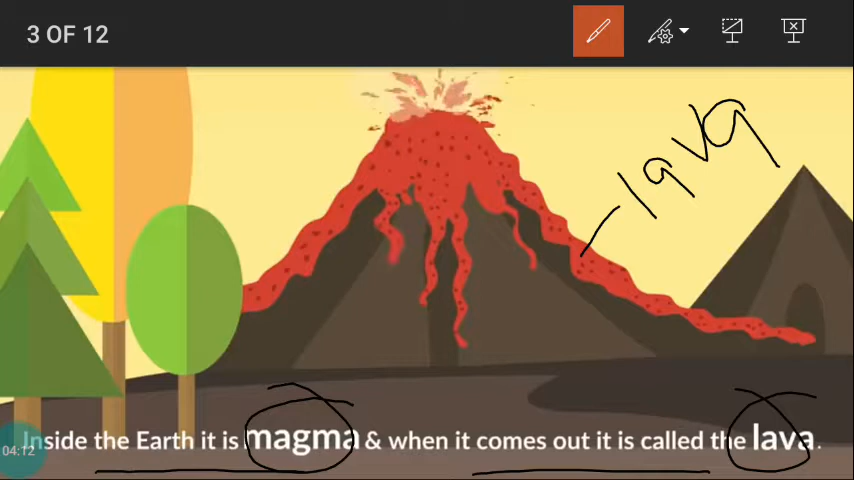 3 OF 12
lava
Inside the Earth it is magma & when it comes out it is called the lava.
04:12